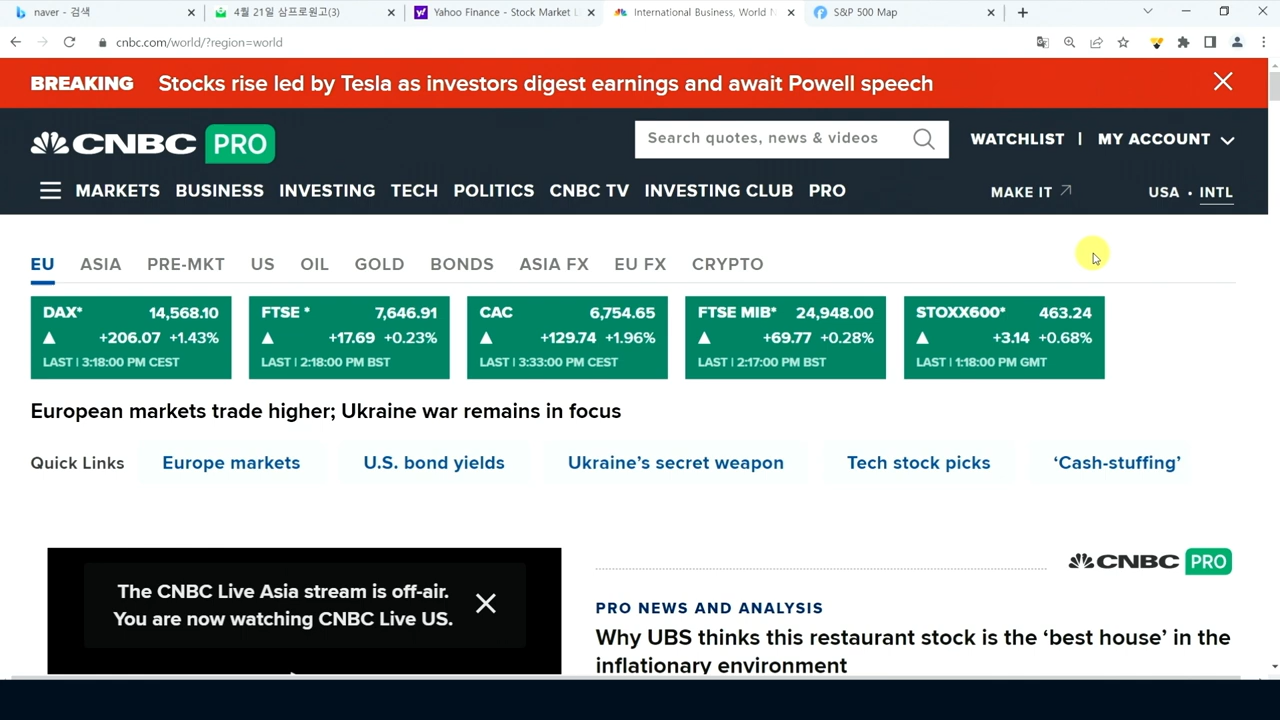 naver - 검색
4월 21일 삼프로원고(3)
Yahoo Finance - Stock Market L
International Business, World N
S&P 500 Map
cnbc.com/world/?region=world
BREAKING Stocks rise led by Tesla as investors digest earnings and await Powell speech
CNBC PRO
Search quotes, news & videos
WATCHLIST | MY ACCOUNT
MARKETS BUSINESS INVESTING TECH POLITICS CNBC TV INVESTING CLUB PRO
MAKE IT
USA • INTL
EU ASIA PRE-MKT US OIL GOLD BONDS ASIA FX EU FX CRYPTO
DAX* 14,568.10
+206.07 +1.43%
LAST | 3:18:00 PM CEST
FTSE * 7,646.91
+17.69 +0.23%
LAST | 2:18:00 PM BST
CAC 6,754.65
+129.74 +1.96%
LAST | 3:33:00 PM CEST
FTSE MIB* 24,948.00
+69.77 +0.28%
LAST | 2:17:00 PM BST
STOXX600* 463.24
+3.14 +0.68%
LAST | 1:18:00 PM GMT
European markets trade higher; Ukraine war remains in focus
Quick Links Europe markets U.S. bond yields Ukraine’s secret weapon Tech stock picks ‘Cash-stuffing’
The CNBC Live Asia stream is off-air.
You are now watching CNBC Live US.
CNBC PRO
PRO NEWS AND ANALYSIS
Why UBS thinks this restaurant stock is the ‘best house’ in the
inflationary environment